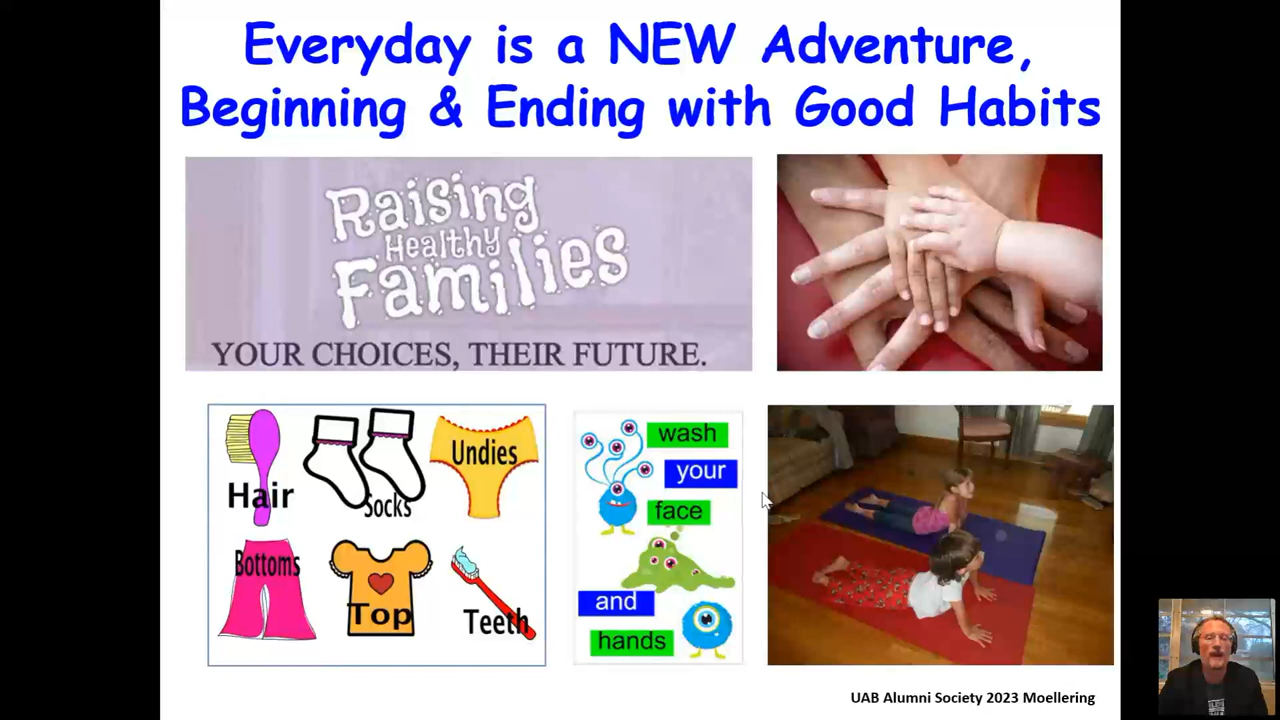 Everyday is a NEW Adventure,
Beginning & Ending with Good Habits
Raising
Healthy
Families
YOUR CHOICES, THEIR FUTURE.
Hair
Socks
Undies
Bottoms
Top
Teeth
wash
your
face
and
hands
UAB Alumni Society 2023 Moellering